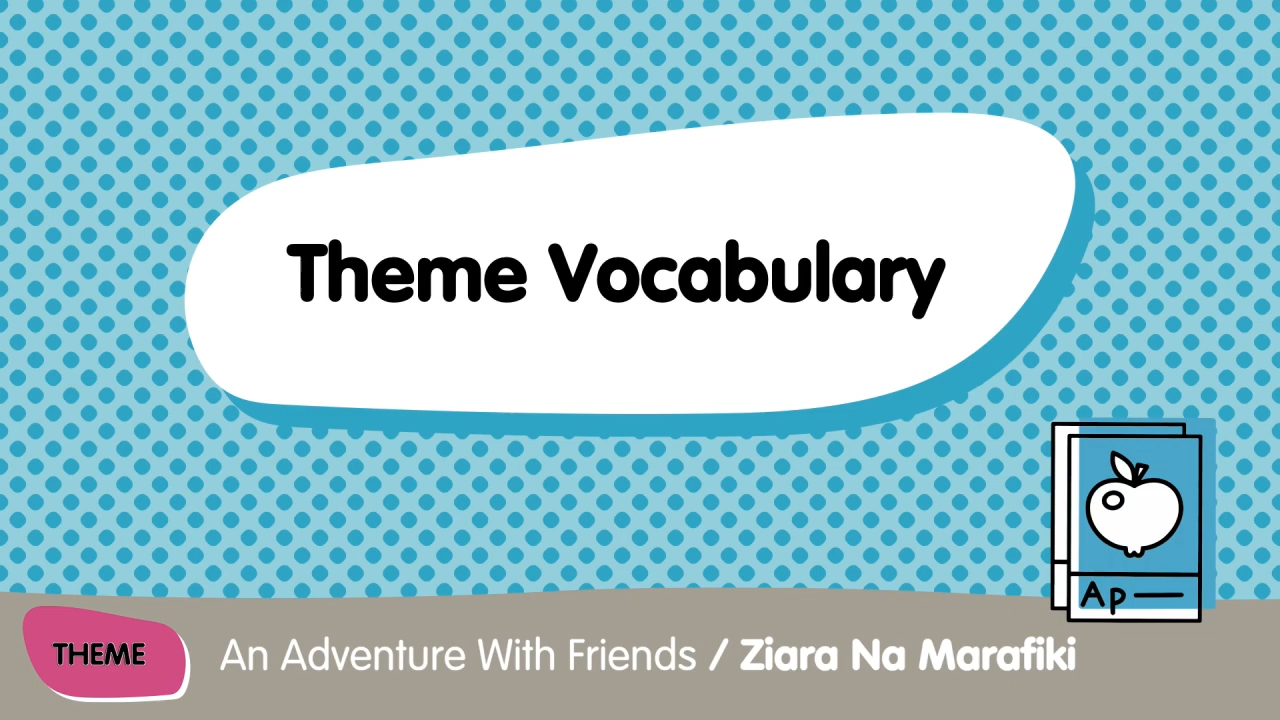 Theme Vocabulary
Ap
THEME
An Adventure With Friends / Ziara Na Marafiki